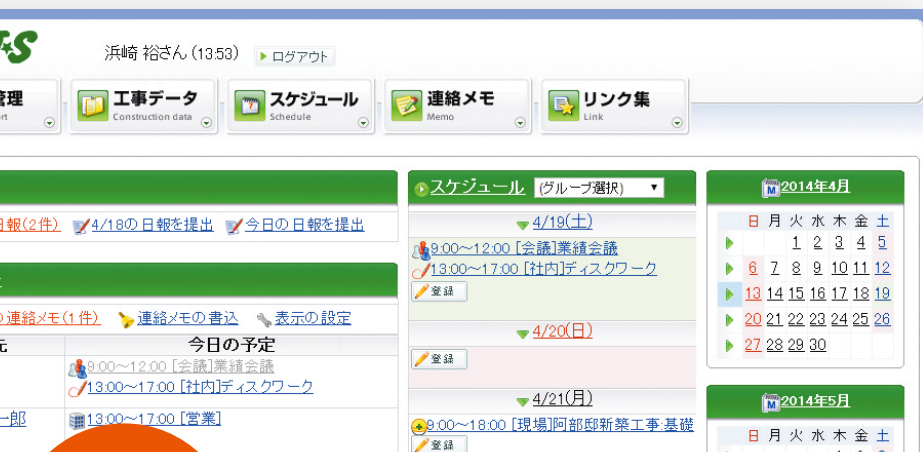 浜崎 裕さん (13:53) ログアウト
管理 工事データ スケジュール 連絡メモ リンク集
Construction data Schedule Memo Link
スケジュール (グループ選択)
2014年4月
日報(2件) 4/18の日報を提出 今日の日報を提出
4/19(土)
9:00〜12:00 [会議]業績会議
13:00〜17:00 [社内]ディスクワーク
登録
4/20(日)
登録
4/21(月)
9:00〜18:00 [現場]阿部邸新築工事:基礎
登録
日 月 火 水 木 金 土
1 2 3 4 5
6 7 8 9 10 11 12
13 14 15 16 17 18 19
20 21 22 23 24 25 26
27 28 29 30
の連絡メモ(1件) 連絡メモの書込 表示の設定
今日の予定
9:00〜12:00 [会議]業績会議
13:00〜17:00 [社内]ディスクワーク
一郎 13:00〜17:00 [営業]
2014年5月
日 月 火 水 木 金 土